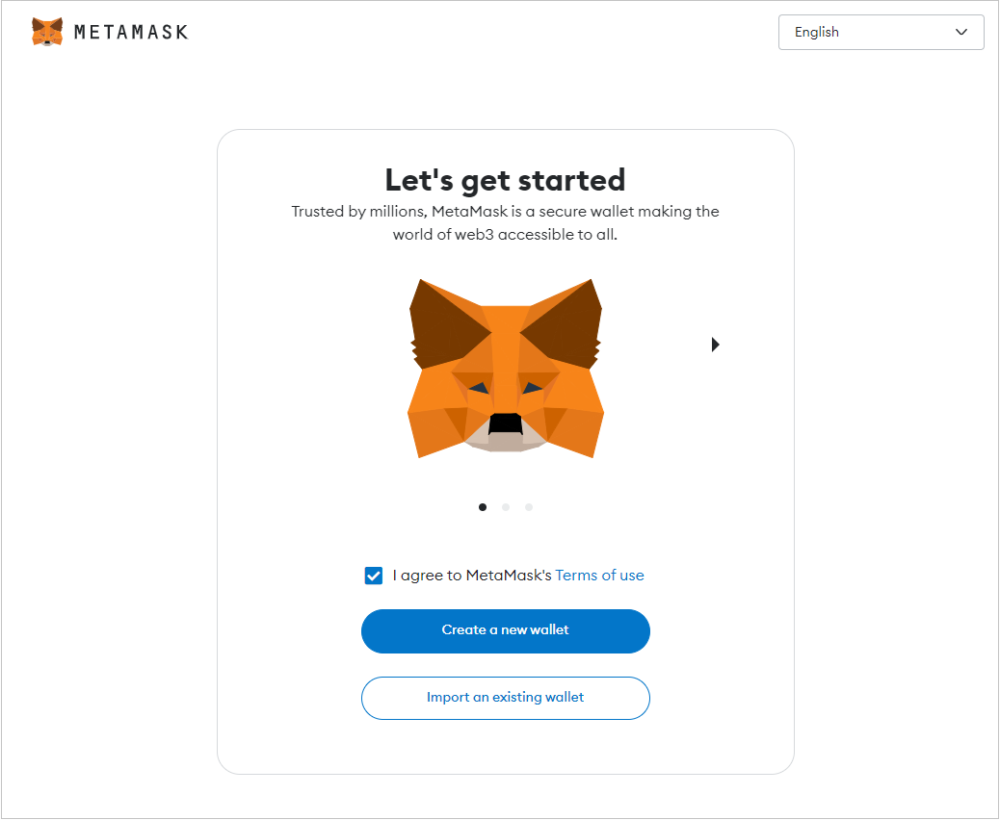 METAMASK
English
Let's get started
Trusted by millions, MetaMask is a secure wallet making the
world of web3 accessible to all.
I agree to MetaMask's Terms of use
Create a new wallet
Import an existing wallet